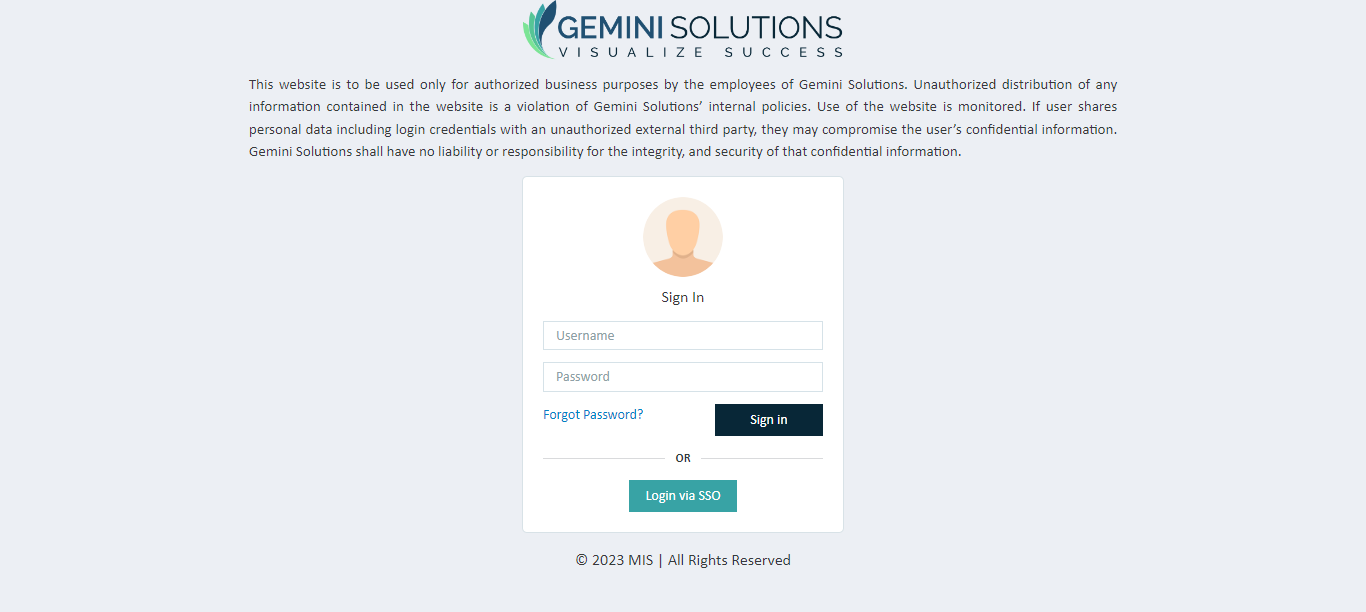 GEMINI SOLUTIONS
VISUALIZE SUCCESS
This website is to be used only for authorized business purposes by the employees of Gemini Solutions. Unauthorized distribution of any
information contained in the website is a violation of Gemini Solutions’ internal policies. Use of the website is monitored. If user shares
personal data including login credentials with an unauthorized external third party, they may compromise the user’s confidential information.
Gemini Solutions shall have no liability or responsibility for the integrity, and security of that confidential information.
Sign In
Username
Password
Forgot Password?
Sign in
OR
Login via SSO
© 2023 MIS | All Rights Reserved